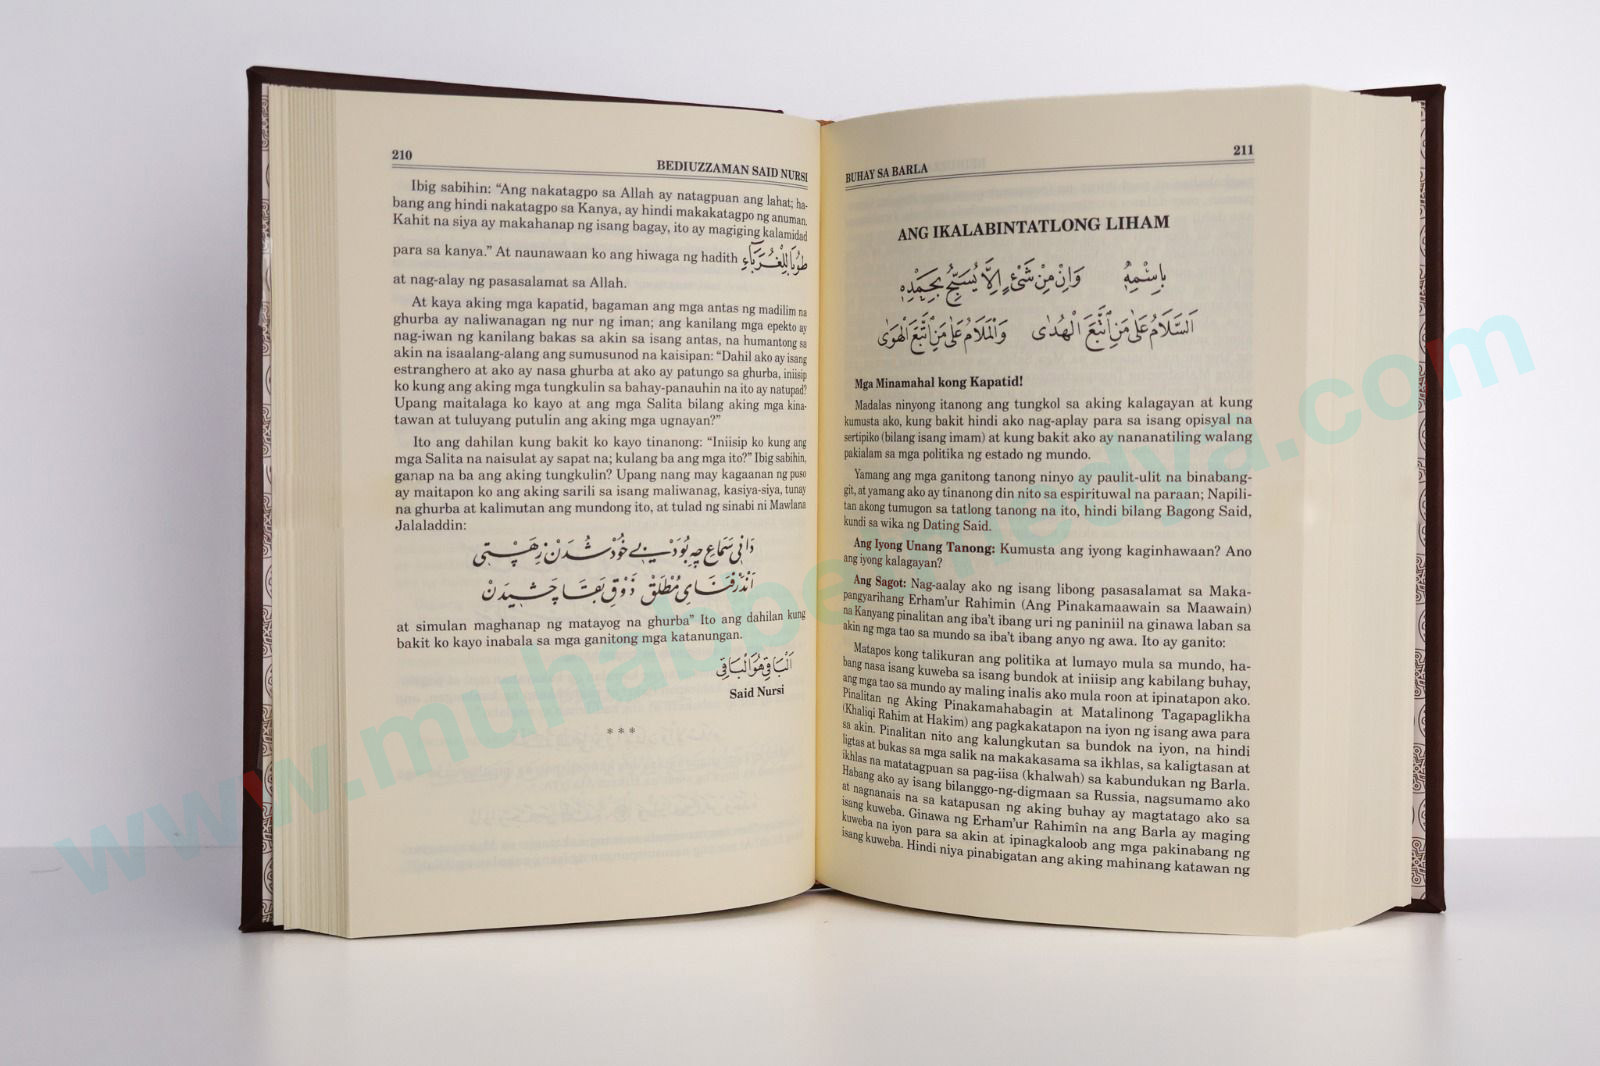 210
BEDIUZZAMAN SAID NURSI
Ibig sabihin: “Ang nakatagpo sa Allah ay natagpuan ang lahat; ha-
bang ang hindi nakatagpo sa Kanya, ay hindi makakatagpo ng anuman.
Kahit na siya ay makahanap ng isang bagay, ito ay magiging kalamidad
para sa kanya.” At naunawaan ko ang hiwaga ng hadith طُوبَا لِلْغُرَبَاءِ
at nag-alay ng pasasalamat sa Allah.
At kaya aking mga kapatid, bagaman ang mga antas ng madilim na
ghurba ay naliwanagan ng nur ng iman; ang kanilang mga epekto ay
nag-iwan ng kanilang bakas sa akin sa isang antas, na humantong sa
akin na isaalang-alang ang sumusunod na kaisipan: “Dahil ako ay isang
estranghero at ako ay nasa ghurba at ako ay patungo sa ghurba, iniisip
ko kung ang aking mga tungkulin sa bahay-panauhin na ito ay natupad?
Upang maitalaga ko kayo at ang mga Salita bilang aking mga kina-
tawan at tuluyang putulin ang aking mga ugnayan?”
Ito ang dahilan kung bakit ko kayo tinanong: “Iniisip ko kung ang
mga Salita na naisulat ay sapat na; kulang ba ang mga ito?” Ibig sabihin,
ganap na ba ang aking tungkulin? Upang nang may kagaanan ng puso
ay maitapon ko ang aking sarili sa isang maliwanag, kasiya-siya, tunay
na ghurba at kalimutan ang mundong ito, at tulad ng sinabi ni Mawlana
Jalaladdin:
دَانِي سَمَاع چِه بُوَدْ بِي خُودْ شُدَنْ زِهَسْتِي
اَنْدَرْ فَنَايِ مُطْلَقْ ذَوْقِ بَقَا چَشِيدَنْ
at simulan maghanap ng matayog na ghurba” Ito ang dahilan kung
bakit ko kayo inabala sa mga ganitong mga katanungan.
اَلْبَاقِي هُوَ الْبَاقِي
Said Nursi
***
211
BUHAY SA BARLA
ANG IKALABINTATLONG LIHAM
بِاسْمِهِ وَاِنْ مِنْ شَيْءٍ اِلَّا يُسَبِّحُ بِحَمْدِهِ
اَلسَّلَامُ عَلٰى مَنِ اتَّبَعَ الْهُدٰى وَالْمَلَامُ عَلٰى مَنِ اتَّبَعَ الْهَوٰى
Mga Minamahal kong Kapatid!
Madalas ninyong itanong ang tungkol sa aking kalagayan at kung
kumusta ako, kung bakit hindi ako nag-aplay para sa isang opisyal na
sertipiko (bilang isang imam) at kung bakit ako ay nananatiling walang
pakialam sa mga politika ng estado ng mundo.
Yamang ang mga ganitong tanong ninyo ay paulit-ulit na binabang-
git, at yamang ako ay tinanong din nito sa espirituwal na paraan; Napili-
tan akong tumugon sa tatlong tanong na ito, hindi bilang Bagong Said,
kundi sa wika ng Dating Said.
Ang Iyong Unang Tanong: Kumusta ang iyong kaginhawaan? Ano
ang iyong kalagayan?
Ang Sagot: Nag-aalay ako ng isang libong pasasalamat sa Maka-
pangyarihang Erham’ur Rahimin (Ang Pinakamaawain sa Maawain)
na Kanyang pinalitan ang iba’t ibang uri ng paniniil na ginawa laban sa
akin ng mga tao sa mundo sa iba’t ibang anyo ng awa. Ito ay ganito:
Matapos kong talikuran ang politika at lumayo mula sa mundo, ha-
bang nasa isang kuweba sa isang bundok at iniisip ang kabilang buhay,
ang mga tao sa mundo ay maling inalis ako mula roon at ipinatapon ako.
Pinalitan ng Aking Pinakamahabagin at Matalinong Tagapaglikha
(Khaliqi Rahim at Hakim) ang pagkakatapon na iyon ng isang awa para
sa akin. Pinalitan nito ang kalungkutan sa bundok na iyon, na hindi
ligtas at bukas sa mga salik na makakasama sa ikhlas, sa kaligtasan at
ikhlas na matatagpuan sa pag-iisa (khalwah) sa kabundukan ng Barla.
Habang ako ay isang bilanggo-ng-digmaan sa Russia, nagsumamo ako
at nagnanais na sa katapusan ng aking buhay ay magtatago ako sa
isang kuweba. Ginawa ng Erham’ur Rahimîn na ang Barla ay maging
kuweba na iyon para sa akin at ipinagkaloob ang mga pakinabang ng
isang kuweba. Hindi niya pinabigatan ang aking mahinang katawan ng
www.muhabbetmedya.com